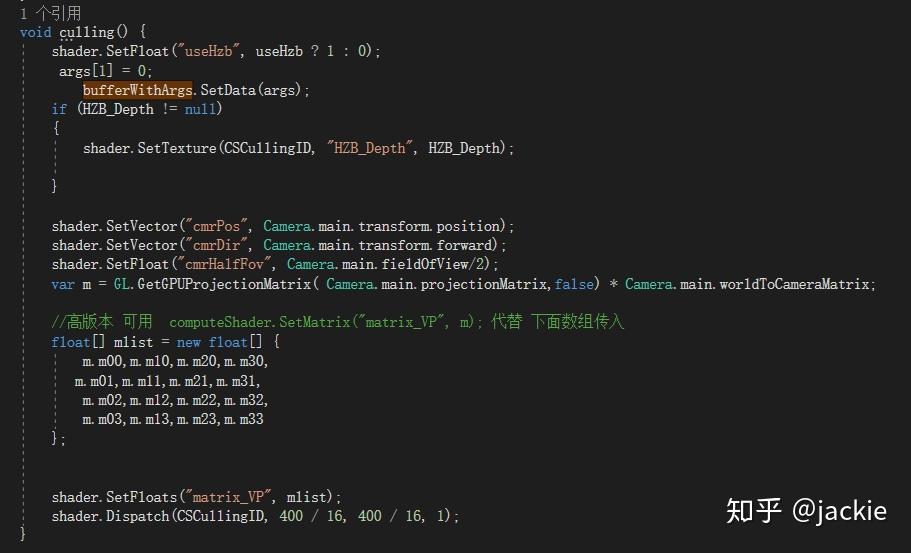 1 个引用
void culling() {
shader.SetFloat("useHzb", useHzb ? 1 : 0);
args[1] = 0;
bufferWithArgs.SetData(args);
if (HZB_Depth != null)
{
shader.SetTexture(CSCullingID, "HZB_Depth", HZB_Depth);
}
shader.SetVector("cmrPos", Camera.main.transform.position);
shader.SetVector("cmrDir", Camera.main.transform.forward);
shader.SetFloat("cmrHalfFov", Camera.main.fieldOfView/2);
var m = GL.GetGPUProjectionMatrix( Camera.main.projectionMatrix,false) * Camera.main.worldToCameraMatrix;
//高版本 可用  computeShader.SetMatrix("matrix_VP", m); 代替 下面数组传入
float[] mlist = new float[] {
m.m00,m.m10,m.m20,m.m30,
m.m01,m.m11,m.m21,m.m31,
m.m02,m.m12,m.m22,m.m32,
m.m03,m.m13,m.m23,m.m33
};
shader.SetFloats("matrix_VP", mlist);
shader.Dispatch(CSCullingID, 400 / 16, 400 / 16, 1);
}
知乎 @jackie